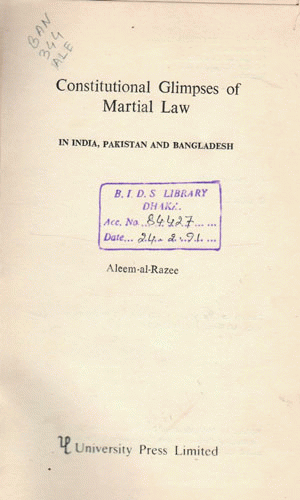 BAN
344
ALE
Constitutional Glimpses of
Martial Law
IN INDIA, PAKISTAN AND BANGLADESH
B. I. D. S LIBRARY
DHAKA.
Acc. No. 84427
Date... 24-2-91
Aleem-al-Razee
University Press Limited